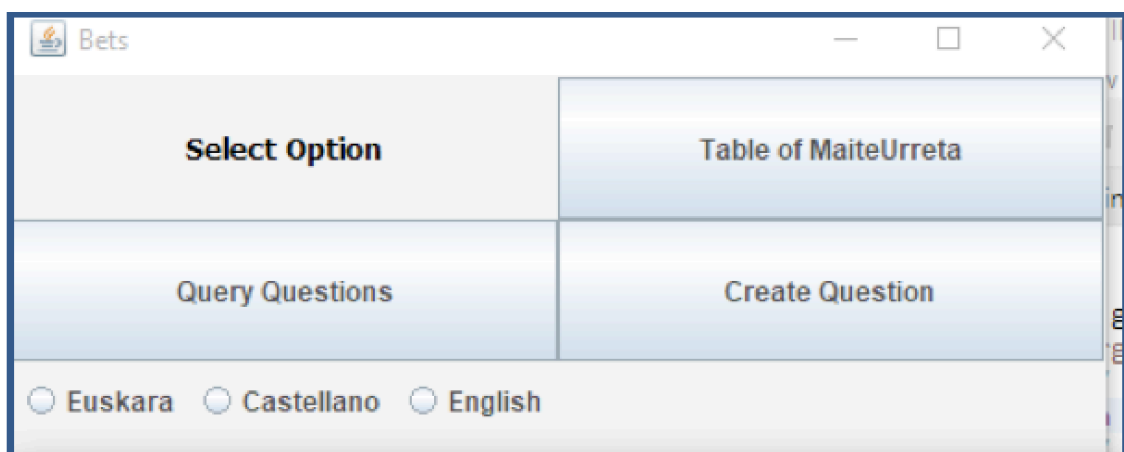 Bets
Select Option
Table of MaiteUrreta
Query Questions
Create Question
Euskara Castellano English